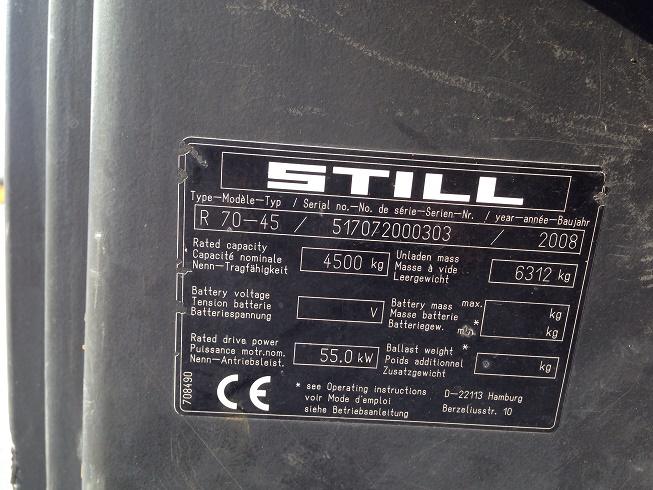 STILL
Type-Modèle-Typ / Serial no.-No. de série-Serien-Nr. / year-année-Baujahr
R 70-45 / 517072000303 / 2008
Rated capacity
Capacité nominale
Nenn-Tragfähigkeit
4500 kg
Unladen mass
Masse à vide
Leergewicht
6312 kg
Battery voltage
Tension batterie
Batteriespannung
V
Battery mass max.
Masse batterie *
Batteriegew. min.
kg
kg
Rated drive power
Puissance motr.nom.
Nenn-Antriebsleist.
55.0 kW
Ballast weight *
Poids additionnel
Zusatzgewicht
kg
708490
CE
* see Operating instructions
voir Mode d'emploi
siehe Betriebsanleitung
D-22113 Hamburg
Berzeliusstr. 10